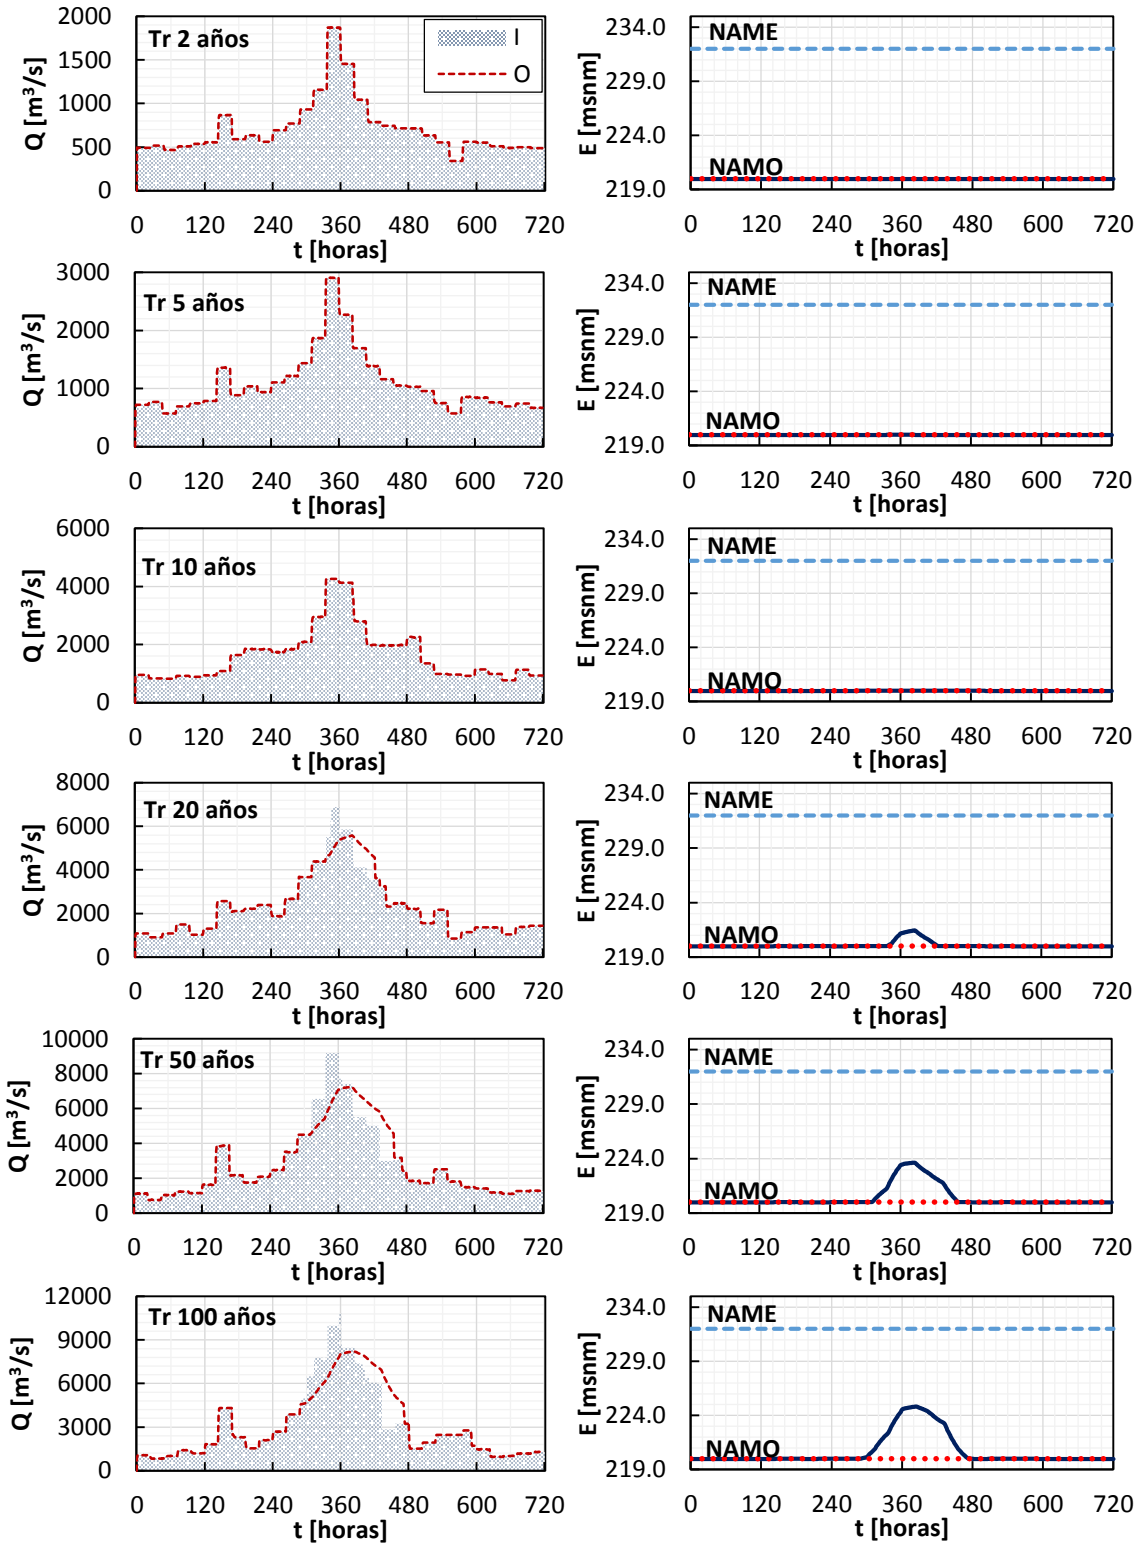 Tr 2 años
I
O
2000
1500
1000
500
0
Q [m³/s]
0 120 240 360 480 600 720
t [horas]
NAME
NAMO
234.0
229.0
224.0
219.0
E [msnm]
0 120 240 360 480 600 720
t [horas]
Tr 5 años
3000
2000
1000
0
Q [m³/s]
0 120 240 360 480 600 720
t [horas]
NAME
NAMO
234.0
229.0
224.0
219.0
E [msnm]
0 120 240 360 480 600 720
t [horas]
Tr 10 años
6000
4000
2000
0
Q [m³/s]
0 120 240 360 480 600 720
t [horas]
NAME
NAMO
234.0
229.0
224.0
219.0
E [msnm]
0 120 240 360 480 600 720
t [horas]
Tr 20 años
8000
6000
4000
2000
0
Q [m³/s]
0 120 240 360 480 600 720
t [horas]
NAME
NAMO
234.0
229.0
224.0
219.0
E [msnm]
0 120 240 360 480 600 720
t [horas]
Tr 50 años
10000
8000
6000
4000
2000
0
Q [m³/s]
0 120 240 360 480 600 720
t [horas]
NAME
NAMO
234.0
229.0
224.0
219.0
E [msnm]
0 120 240 360 480 600 720
t [horas]
Tr 100 años
12000
9000
6000
3000
0
Q [m³/s]
0 120 240 360 480 600 720
t [horas]
NAME
NAMO
234.0
229.0
224.0
219.0
E [msnm]
0 120 240 360 480 600 720
t [horas]